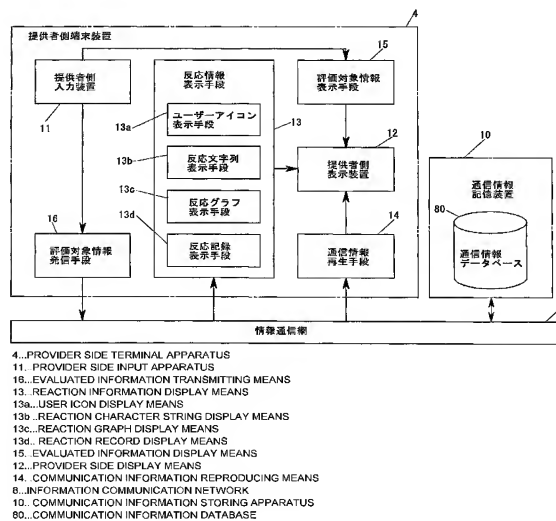 4
提供者側端末装置
15
提供者側
入力装置
11
反応情報
表示手段
13a
ユーザーアイコン
表示手段
13
13b
反応文字列
表示手段
13c
反応グラフ
表示手段
13d
反応記録
表示手段
評価対象情報
表示手段
12
提供者側
表示装置
10
通信情報
記憶装置
80
通信情報
データベース
16
評価対象情報
発信手段
14
通信情報
再生手段
情報通信網
4...PROVIDER SIDE TERMINAL APPARATUS
11...PROVIDER SIDE INPUT APPARATUS
16...EVALUATED INFORMATION TRANSMITTING MEANS
13...REACTION INFORMATION DISPLAY MEANS
13a...USER ICON DISPLAY MEANS
13b...REACTION CHARACTER STRING DISPLAY MEANS
13c...REACTION GRAPH DISPLAY MEANS
13d...REACTION RECORD DISPLAY MEANS
15...EVALUATED INFORMATION DISPLAY MEANS
12...PROVIDER SIDE DISPLAY MEANS
14...COMMUNICATION INFORMATION REPRODUCING MEANS
8...INFORMATION COMMUNICATION NETWORK
10...COMMUNICATION INFORMATION STORING APPARATUS
80...COMMUNICATION INFORMATION DATABASE